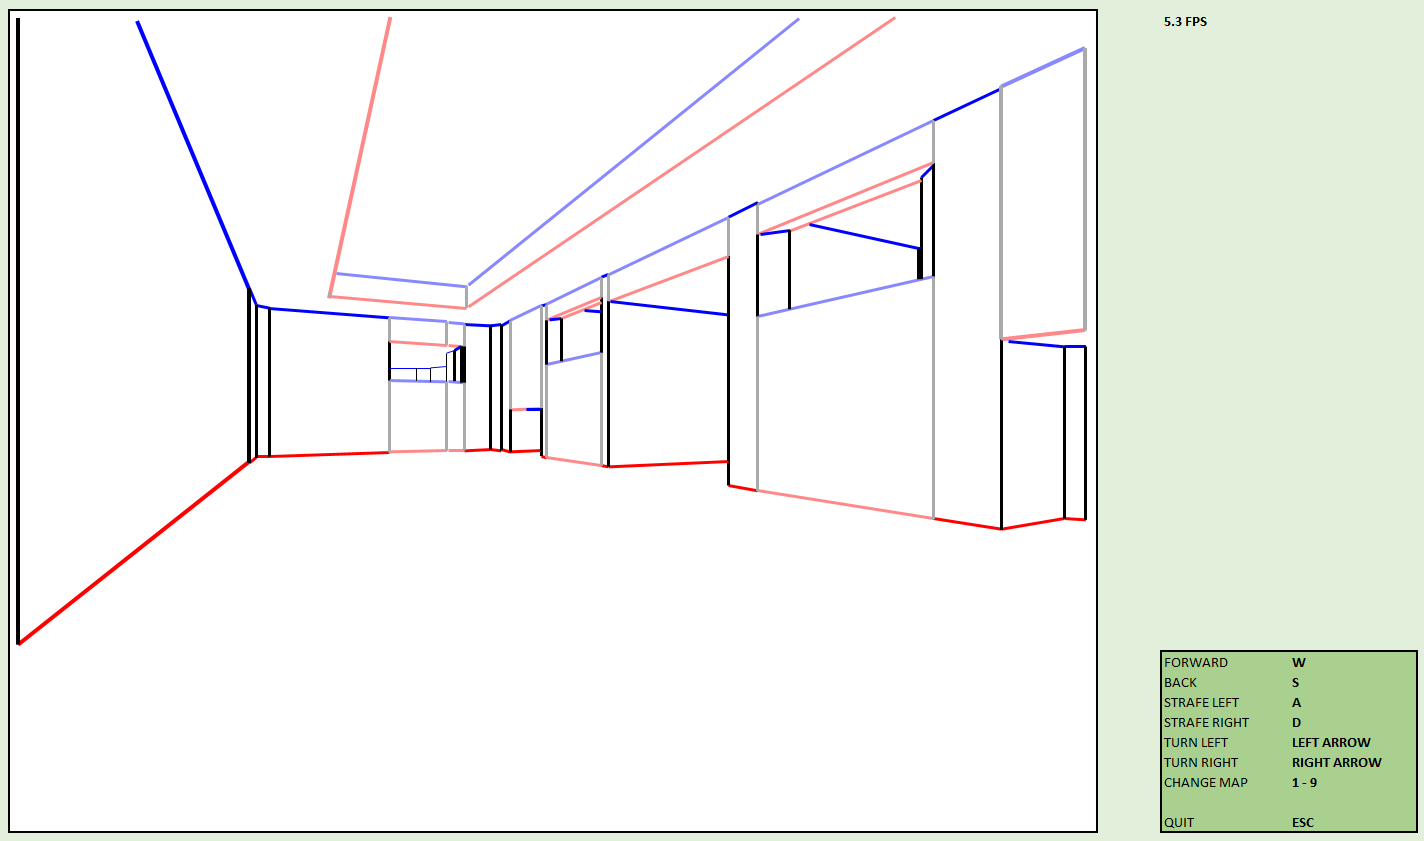 5.3 FPS
FORWARD W
BACK S
STRAFE LEFT A
STRAFE RIGHT D
TURN LEFT LEFT ARROW
TURN RIGHT RIGHT ARROW
CHANGE MAP 1 - 9
QUIT ESC